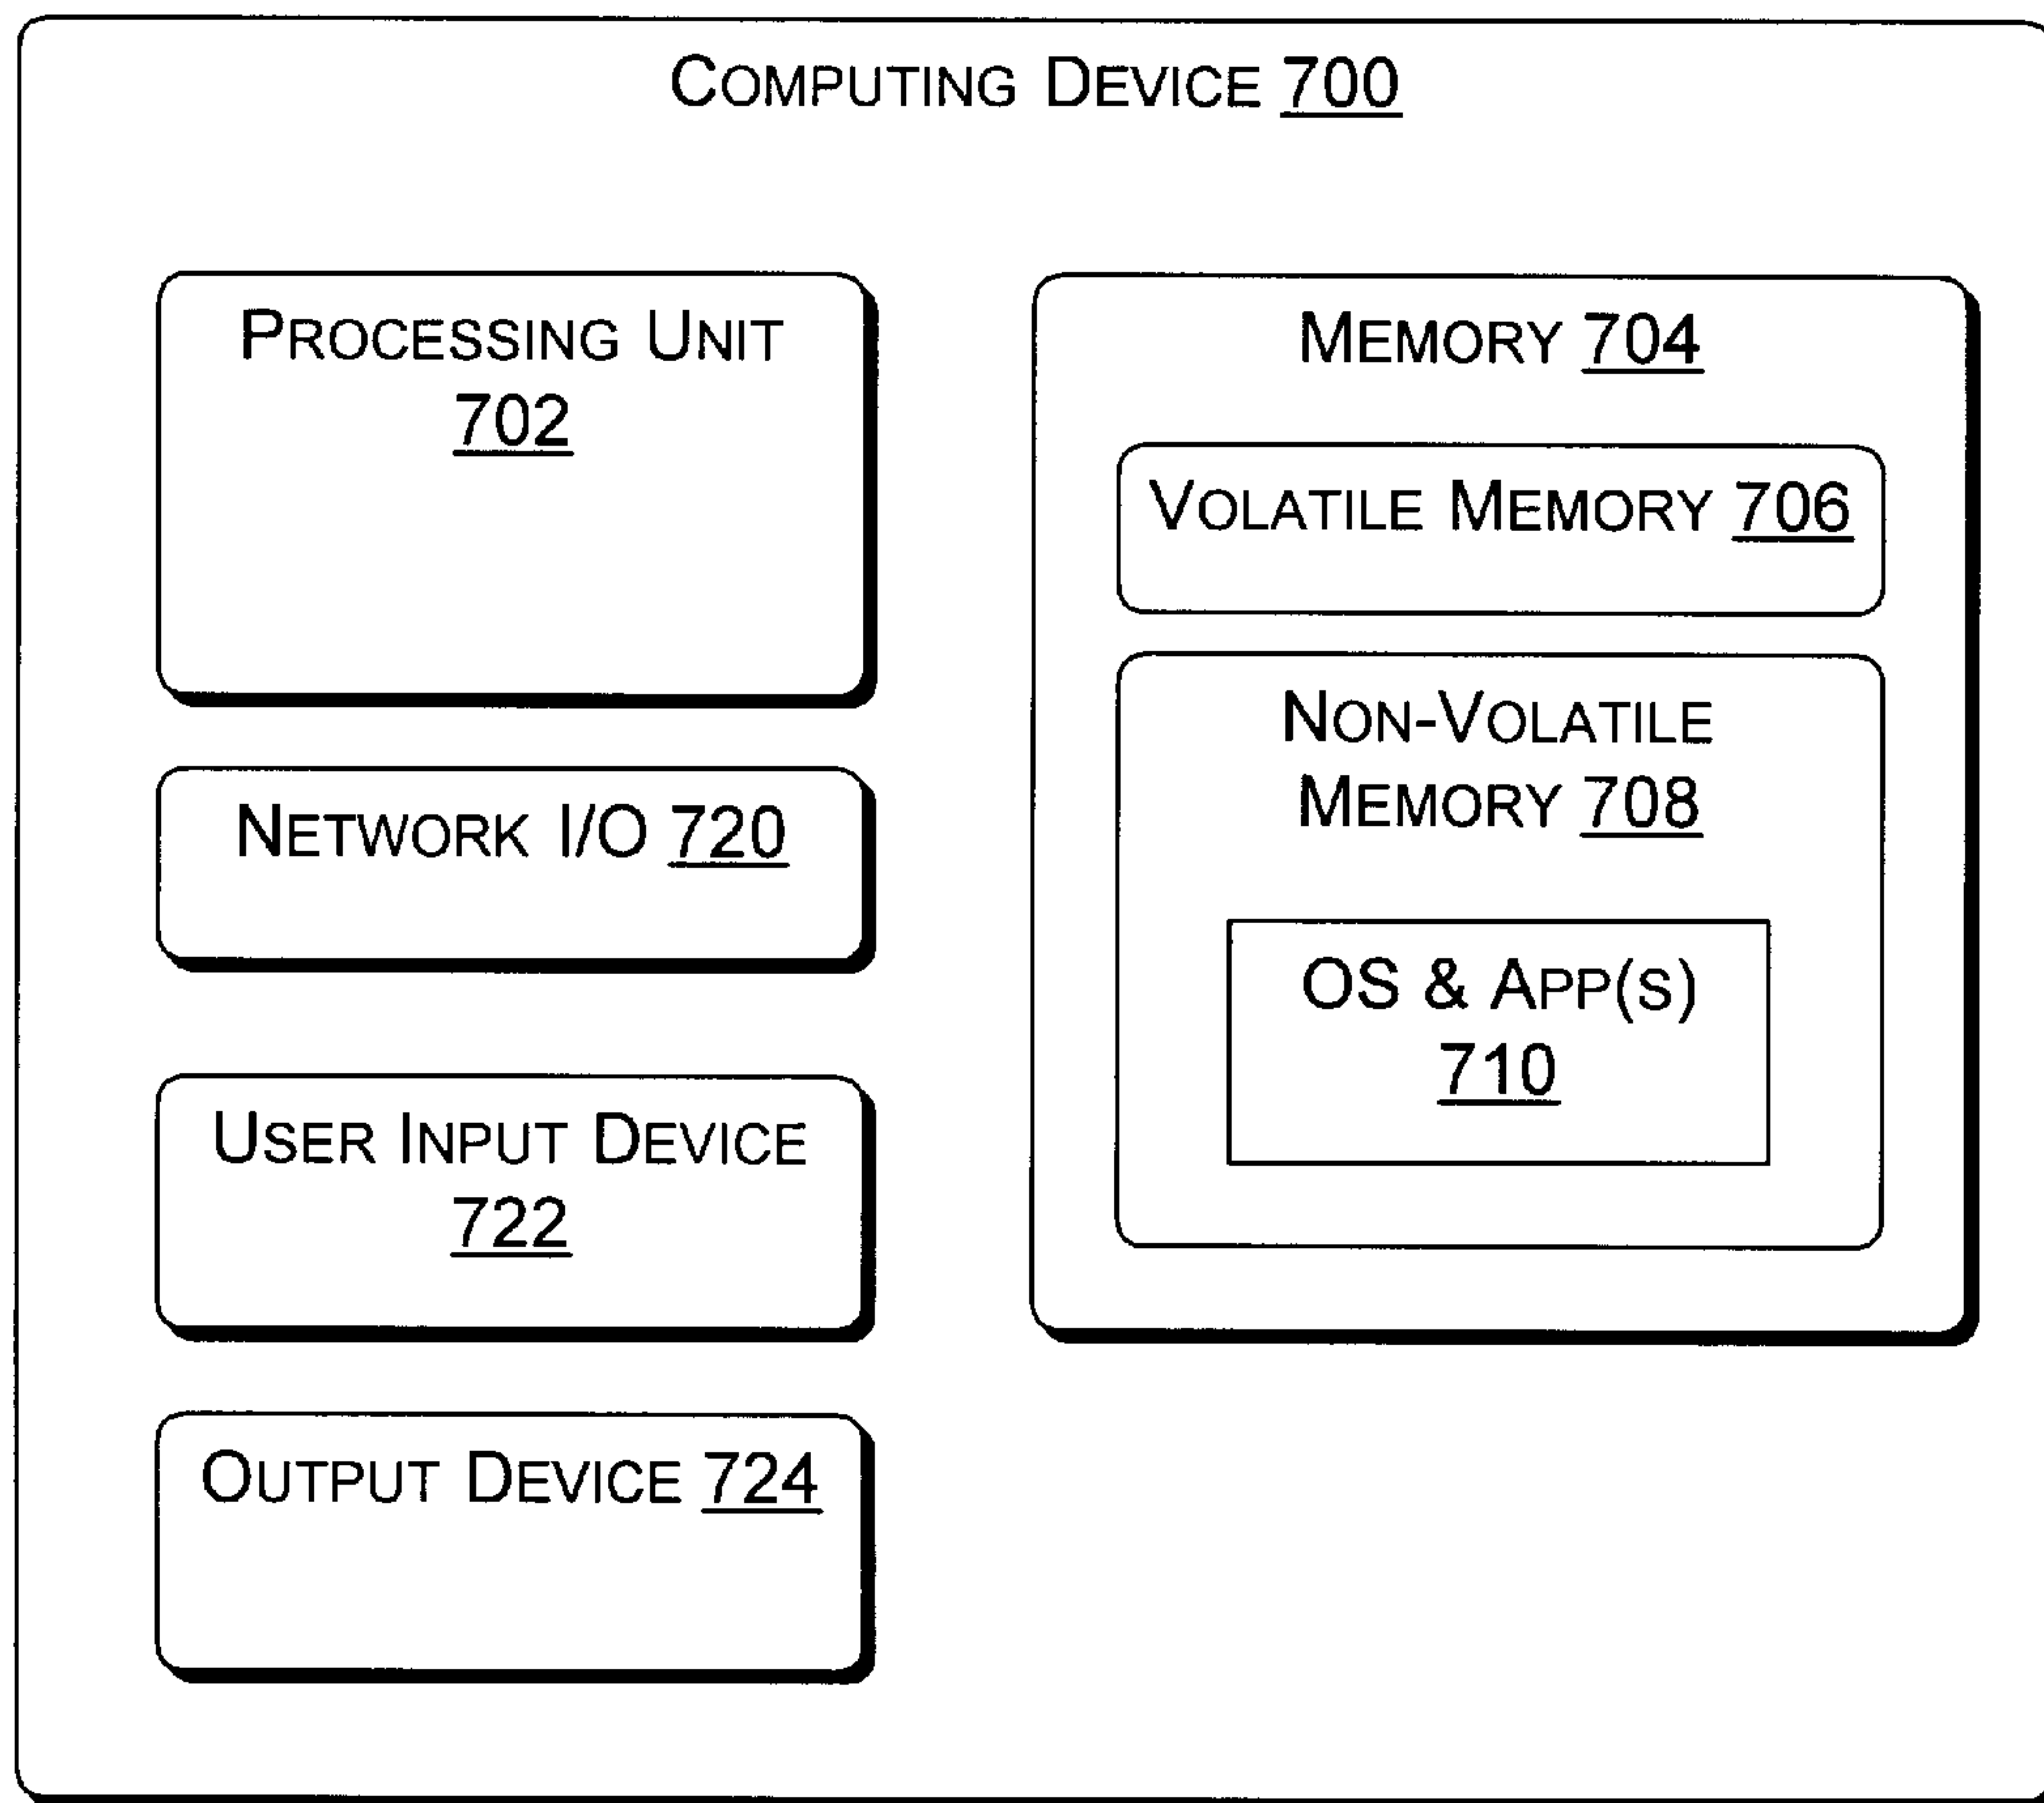 COMPUTING DEVICE 700
PROCESSING UNIT
702
NETWORK I/O 720
USER INPUT DEVICE
722
OUTPUT DEVICE 724
MEMORY 704
VOLATILE MEMORY 706
NON-VOLATILE
MEMORY 708
OS & APP(S)
710